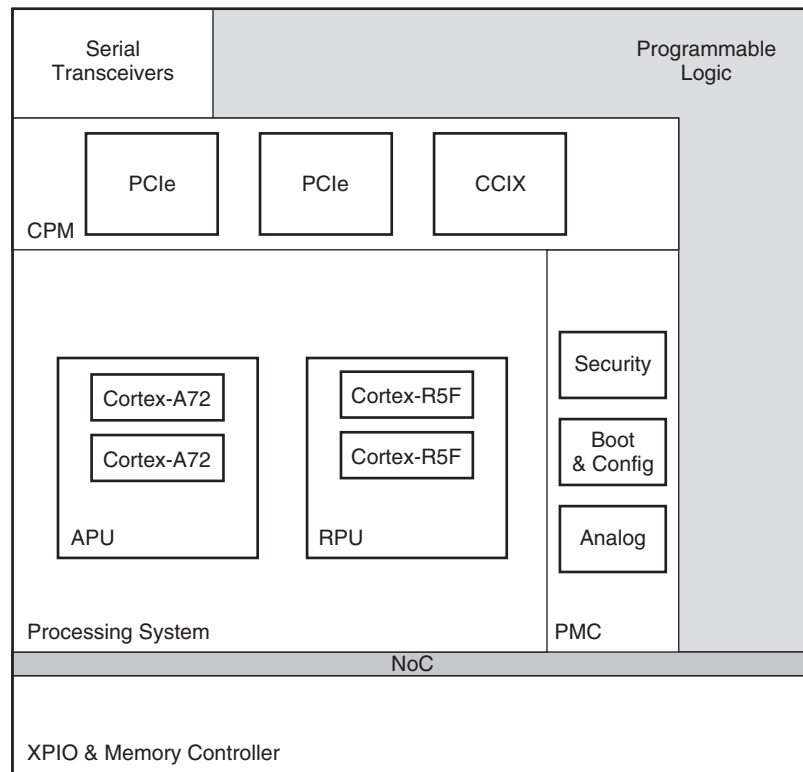 Serial
Transceivers
Programmable
Logic
PCIe
PCIe
CCIX
CPM
Security
Cortex-A72
Cortex-R5F
Cortex-A72
Cortex-R5F
Boot
& Config
APU
RPU
Analog
Processing System
PMC
NoC
XPIO & Memory Controller